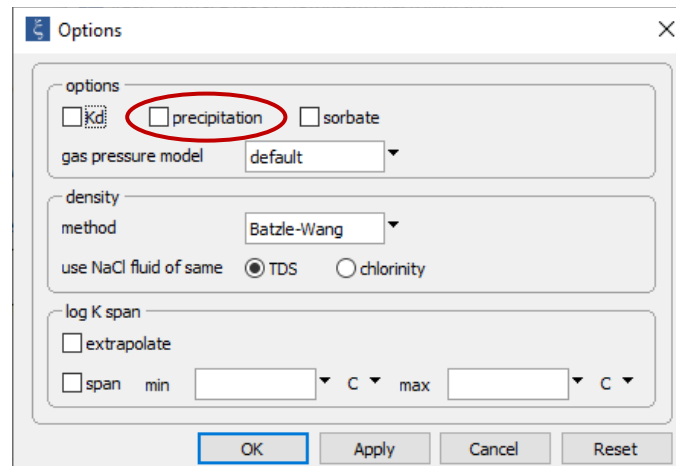 ξ Options
options
Kd precipitation sorbate
gas pressure model default
density
method Batzle-Wang
use NaCl fluid of same TDS chlorinity
log K span
extrapolate
span min C max C
OK Apply Cancel Reset